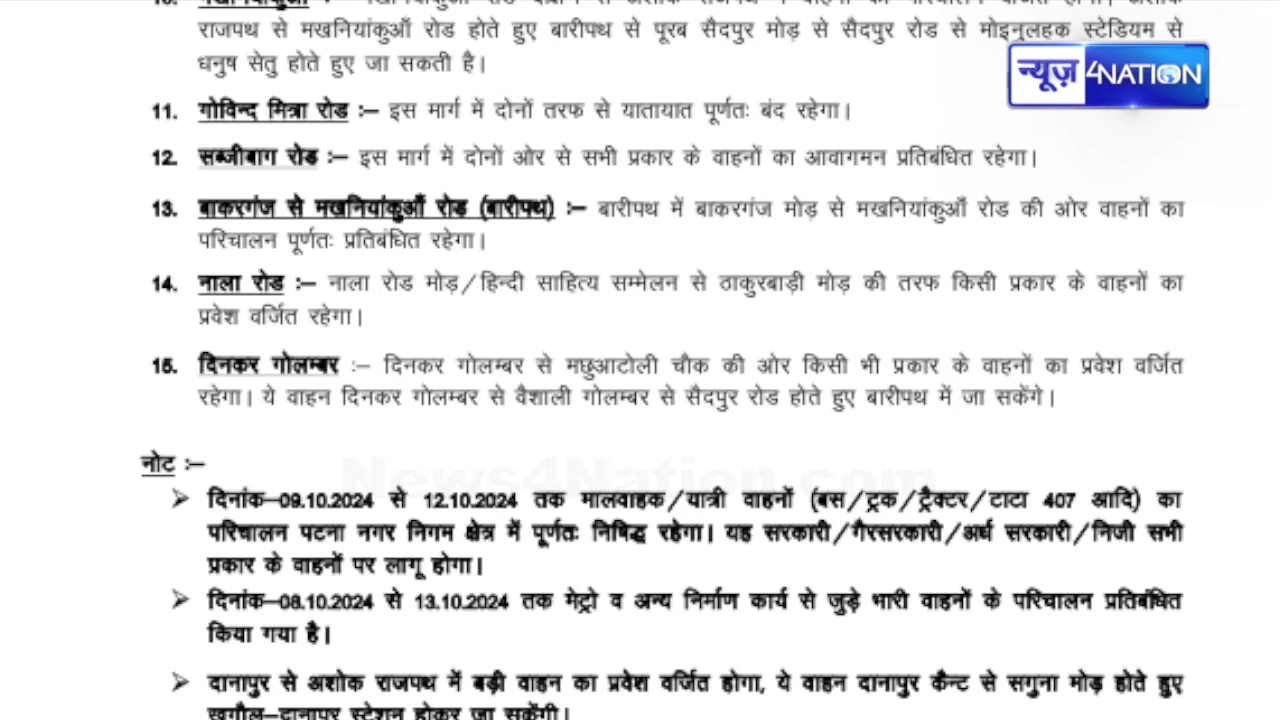 राजपथ से मखनियांकुआँ रोड होते हुए बारीपथ से पूरब सैदपुर मोड़ से सैदपुर रोड से मोइनुलहक स्टेडियम से
धनुष सेतु होते हुए जा सकती है।
न्यूज़ 4NATION
11. गोविन्द मित्रा रोड :– इस मार्ग में दोनों तरफ से यातायात पूर्णतः बंद रहेगा।
12. सब्जीबाग रोड :– इस मार्ग में दोनों ओर से सभी प्रकार के वाहनों का आवागमन प्रतिबंधित रहेगा।
13. बाकरगंज से मखनियांकुआँ रोड (बारीपथ) :– बारीपथ में बाकरगंज मोड़ से मखनियांकुआँ रोड की ओर वाहनों का
परिचालन पूर्णतः प्रतिबंधित रहेगा।
14. नाला रोड :– नाला रोड मोड़/हिन्दी साहित्य सम्मेलन से ठाकुरबाड़ी मोड़ की तरफ किसी प्रकार के वाहनों का
प्रवेश वर्जित रहेगा।
15. दिनकर गोलम्बर :– दिनकर गोलम्बर से मछुआटोली चौक की ओर किसी भी प्रकार के वाहनों का प्रवेश वर्जित
रहेगा। ये वाहन दिनकर गोलम्बर से वैशाली गोलम्बर से सैदपुर रोड होते हुए बारीपथ में जा सकेंगे।
नोट :–
News4Nation.com
➢ दिनांक–09.10.2024 से 12.10.2024 तक मालवाहक/यात्री वाहनों (बस/ट्रक/ट्रैक्टर/टाटा 407 आदि) का
परिचालन पटना नगर निगम क्षेत्र में पूर्णतः निषिद्ध रहेगा। यह सरकारी/गैरसरकारी/अर्ध सरकारी/निजी सभी
प्रकार के वाहनों पर लागू होगा।
➢ दिनांक–08.10.2024 से 13.10.2024 तक मेट्रो व अन्य निर्माण कार्य से जुड़े भारी वाहनों के परिचालन प्रतिबंधित
किया गया है।
➢ दानापुर से अशोक राजपथ में बड़ी वाहन का प्रवेश वर्जित होगा, ये वाहन दानापुर कैन्ट से सगुना मोड़ होते हुए
खगौल–दानापुर स्टेशन होकर जा सकेंगी।